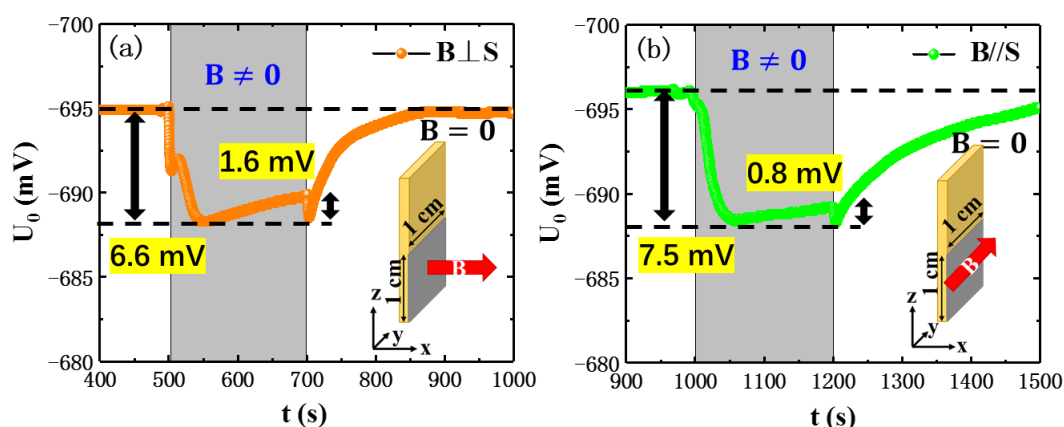 (a)
B⊥S
B ≠ 0
B = 0
1.6 mV
6.6 mV
1 cm
1 cm
B
z
y
x
U₀ (mV)
−700
−695
−690
−685
−680
400 500 600 700 800 900 1000
t (s)
(b)
B//S
B ≠ 0
B = 0
0.8 mV
7.5 mV
1 cm
1 cm
B
z
y
x
U₀ (mV)
−700
−695
−690
−685
−680
900 1000 1100 1200 1300 1400 1500
t (s)